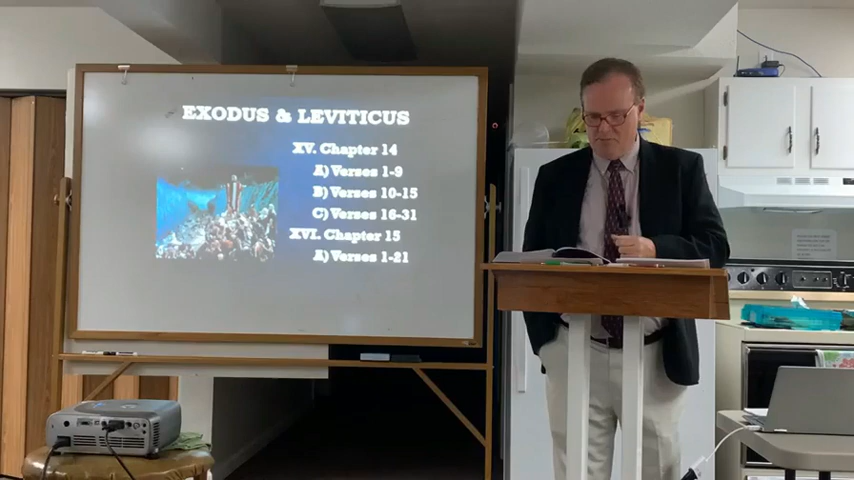 EXODUS & LEVITICUS
XV. Chapter 14
A) Verses 1-9
B) Verses 10-15
C) Verses 16-31
XVI. Chapter 15
A) Verses 1-21